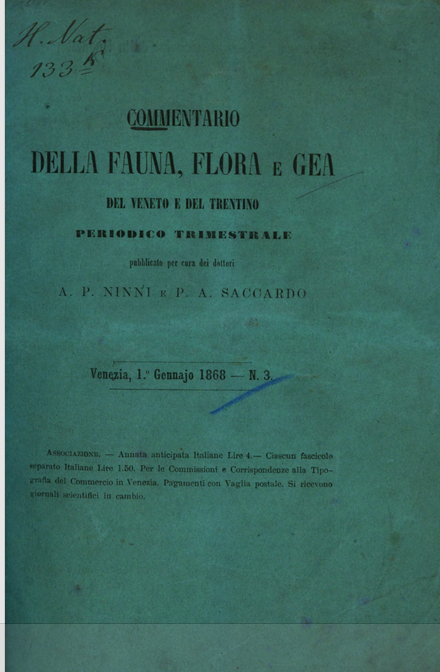 H. Nat.
133 K
COMMENTARIO
DELLA FAUNA, FLORA E GEA
DEL VENETO E DEL TRENTINO
PERIODICO TRIMESTRALE
pubblicato per cura dei dottori
A. P. NINNI E P. A. SACCARDO
Venezia, 1.° Gennajo 1868 — N. 3.
ASSOCIAZIONE. — Annata anticipata Italiane Lire 4.— Ciascun fascicolo
separato Italiane Lire 1.50. Per le Commissioni e Corrispondenze alla Tipo-
grafia del Commercio in Venezia. Pagamenti con Vaglia postale. Si ricevono
giornali scientifici in cambio.